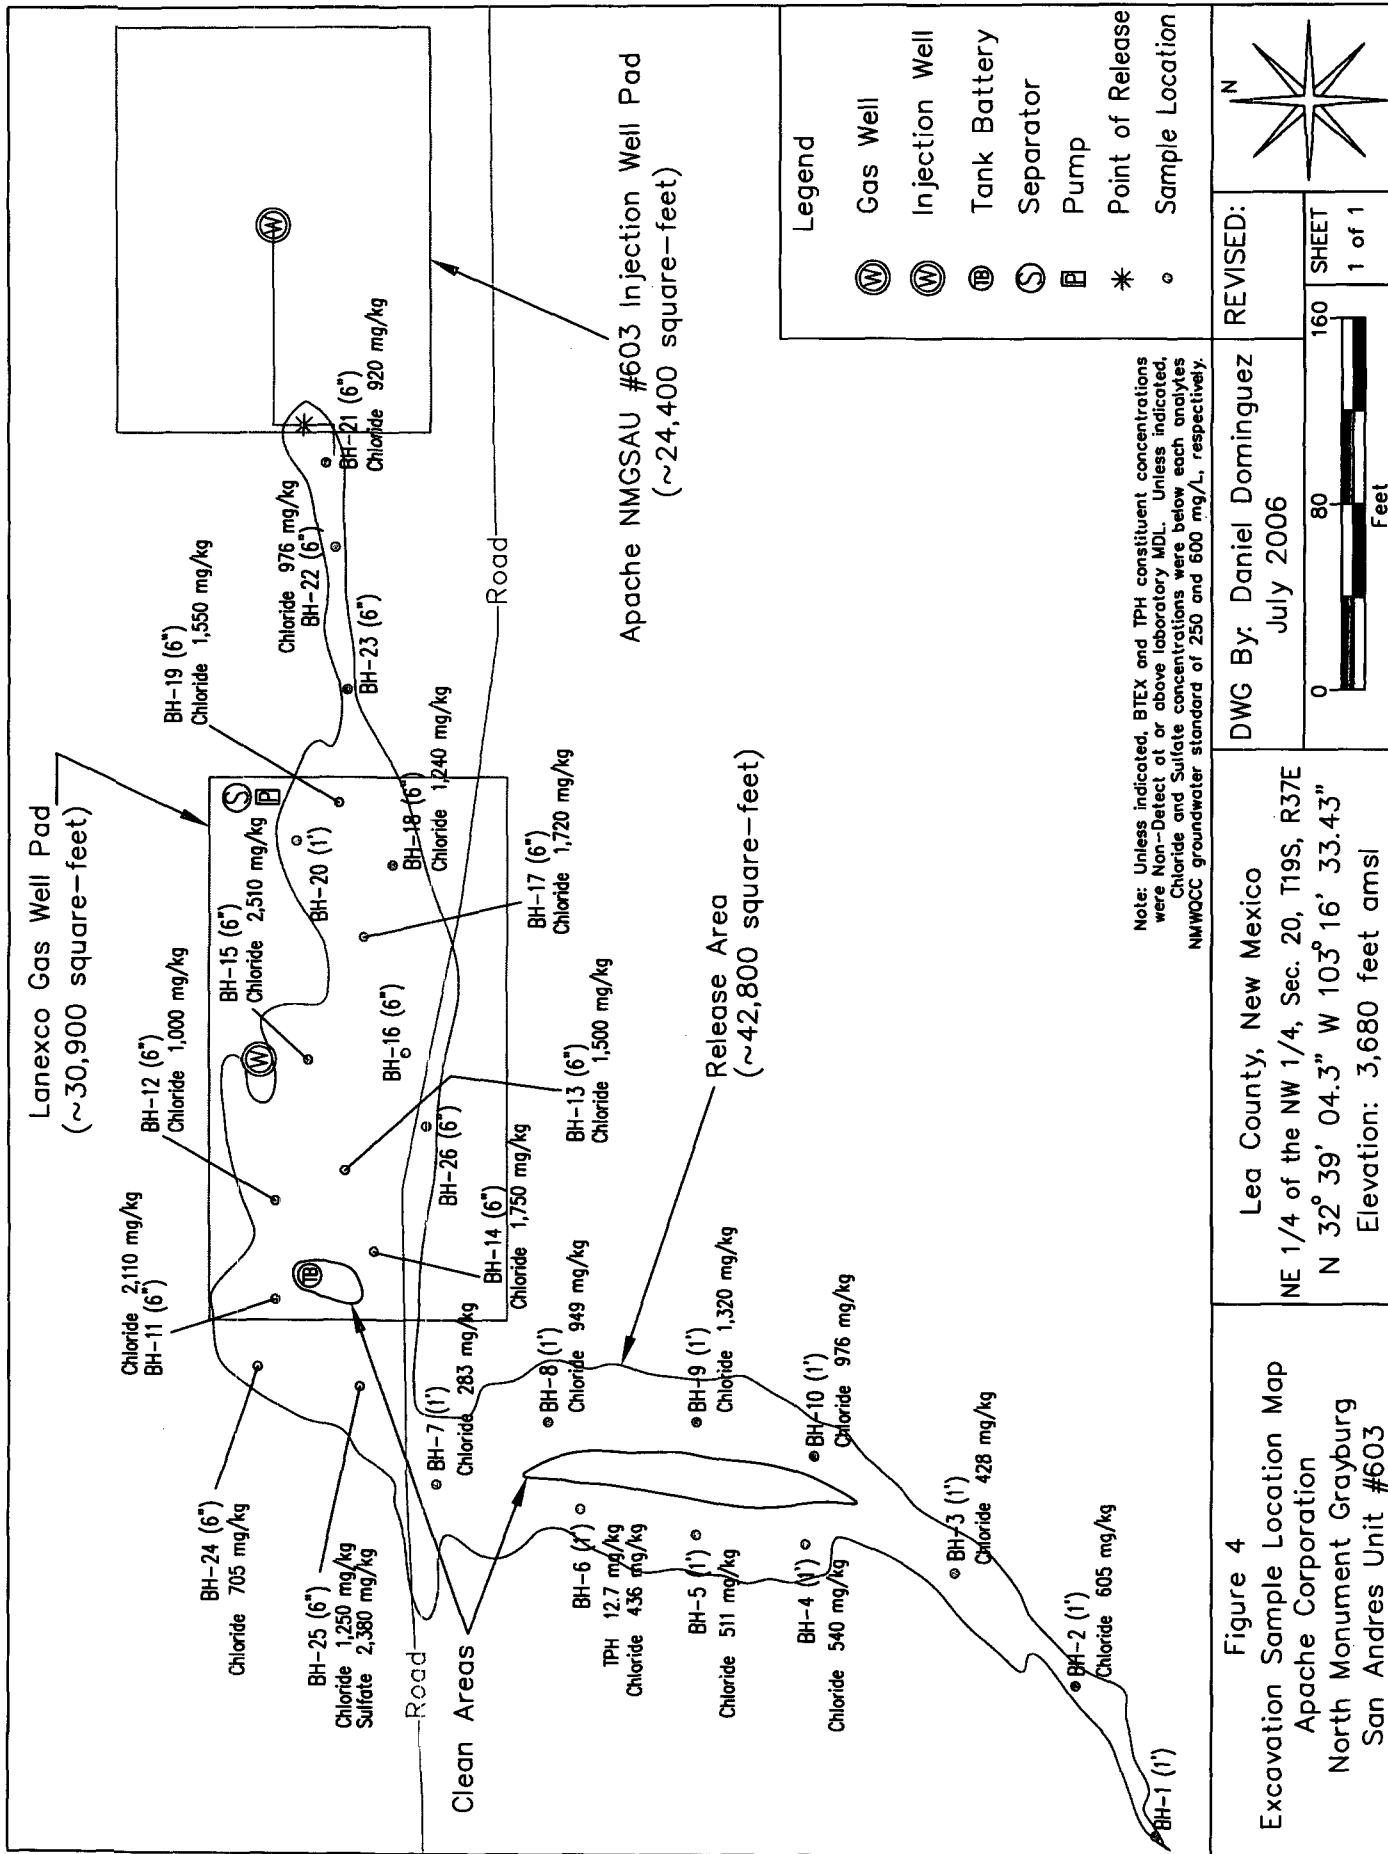 Lanexco Gas Well Pad
(~30,900 square-feet)
BH-19 (6")
Chloride 1,550 mg/kg
Chloride 976 mg/kg
BH-22 (6")
BH-21 (6")
Chloride 920 mg/kg
BH-23 (6")
BH-12 (6")
Chloride 1,000 mg/kg
BH-15 (6")
Chloride 2,510 mg/kg
BH-20 (1')
Chloride 2,110 mg/kg
BH-11 (6")
BH-24 (6")
Chloride 705 mg/kg
BH-25 (6")
Chloride 1,250 mg/kg
Sulfate 2,380 mg/kg
W
W
TB
S
P
BH-18 (6")
Chloride 1,240 mg/kg
BH-17 (6")
Chloride 1,720 mg/kg
BH-16 (6")
BH-13 (6")
Chloride 1,500 mg/kg
BH-26 (6")
BH-14 (6")
Chloride 1,750 mg/kg
Road
Road
Clean Areas
BH-7 (1')
Chloride 283 mg/kg
BH-8 (1')
Chloride 949 mg/kg
BH-9 (1')
Chloride 1,320 mg/kg
BH-10 (1')
Chloride 976 mg/kg
BH-6 (1')
TPH 12.7 mg/kg
Chloride 436 mg/kg
BH-5 (1')
Chloride 511 mg/kg
BH-4 (1')
Chloride 540 mg/kg
BH-3 (1')
Chloride 428 mg/kg
BH-2 (1')
Chloride 605 mg/kg
BH-1 (1')
Release Area
(~42,800 square-feet)
Apache NMGSAU #603 Injection Well Pad
(~24,400 square-feet)
Legend
W Gas Well
W Injection Well
TB Tank Battery
S Separator
P Pump
Point of Release
Sample Location
Note: Unless indicated, BTEX and TPH constituent concentrations
were Non-Detect at or above laboratory MDL. Unless indicated,
Chloride and Sulfate concentrations were below each analytes
NMWQCC groundwater standard of 250 and 600 mg/L, respectively.
Figure 4
Excavation Sample Location Map
Apache Corporation
North Monument Grayburg
San Andres Unit #603
Lea County, New Mexico
NE 1/4 of the NW 1/4, Sec. 20, T19S, R37E
N 32° 39' 04.3" W 103° 16' 33.43"
Elevation: 3,680 feet amsl
DWG By: Daniel Dominguez
July 2006
REVISED:
0 80 160
Feet
SHEET
1 of 1
N